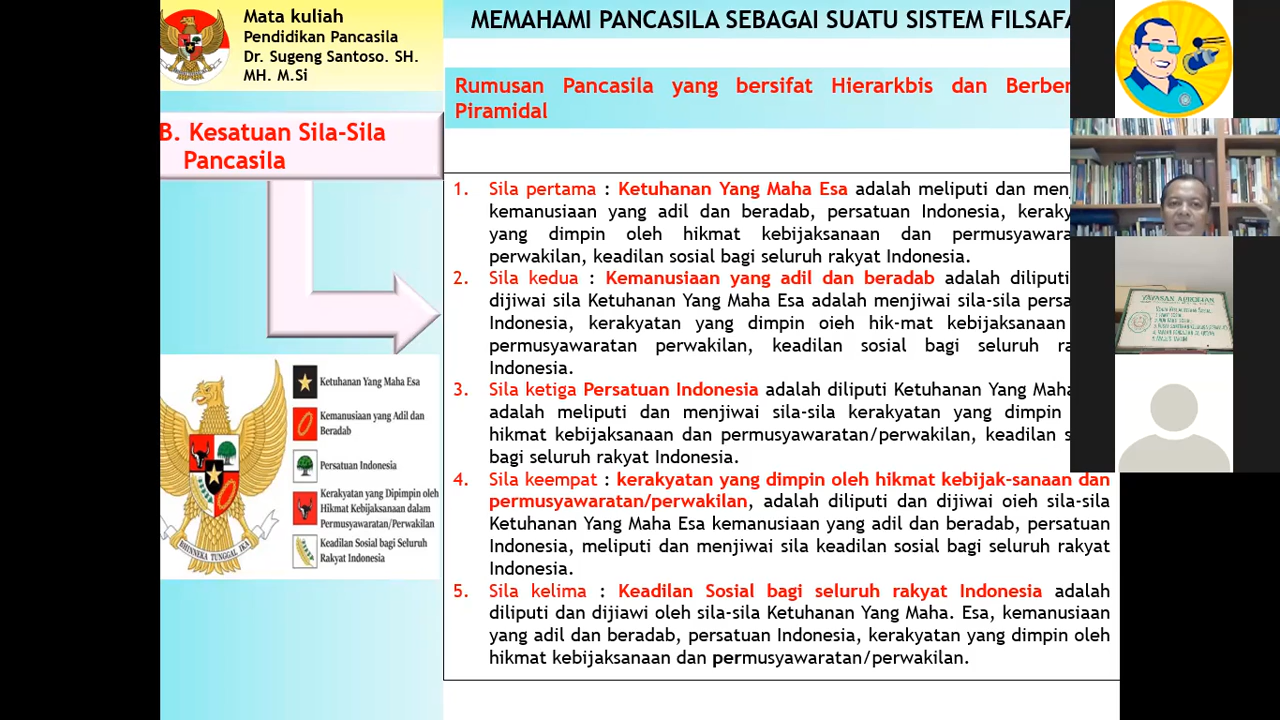 Mata kuliah
Pendidikan Pancasila
Dr. Sugeng Santoso. SH.
MH. M.Si
MEMAHAMI PANCASILA SEBAGAI SUATU SISTEM FILSAFA
Rumusan Pancasila yang bersifat Hierarkbis dan Berben
Piramidal
B. Kesatuan Sila-Sila
Pancasila
1. Sila pertama : Ketuhanan Yang Maha Esa adalah meliputi dan menj
kemanusiaan yang adil dan beradab, persatuan Indonesia, keraky
yang dimpin oleh hikmat kebijaksanaan dan permusyawara
perwakilan, keadilan sosial bagi seluruh rakyat Indonesia.
2. Sila kedua : Kemanusiaan yang adil dan beradab adalah diliputi
dijiwai sila Ketuhanan Yang Maha Esa adalah menjiwai sila-sila persa
Indonesia, kerakyatan yang dimpin oieh hik-mat kebijaksanaan
permusyawaratan perwakilan, keadilan sosial bagi seluruh ra
Indonesia.
3. Sila ketiga Persatuan Indonesia adalah diliputi Ketuhanan Yang Maha
adalah meliputi dan menjiwai sila-sila kerakyatan yang dimpin
hikmat kebijaksanaan dan permusyawaratan/perwakilan, keadilan s
bagi seluruh rakyat Indonesia.
4. Sila keempat : kerakyatan yang dimpin oleh hikmat kebijak-sanaan dan
permusyawaratan/perwakilan, adalah diliputi dan dijiwai oieh sila-sila
Ketuhanan Yang Maha Esa kemanusiaan yang adil dan beradab, persatuan
Indonesia, meliputi dan menjiwai sila keadilan sosial bagi seluruh rakyat
Indonesia.
5. Sila kelima : Keadilan Sosial bagi seluruh rakyat Indonesia adalah
diliputi dan dijiawi oleh sila-sila Ketuhanan Yang Maha. Esa, kemanusiaan
yang adil dan beradab, persatuan Indonesia, kerakyatan yang dimpin oleh
hikmat kebijaksanaan dan permusyawaratan/perwakilan.
Ketuhanan Yang Maha Esa
Kemanusiaan yang Adil dan
Beradab
Persatuan Indonesia
Kerakyatan yang Dipimpin oleh
Hikmat Kebijaksanaan dalam
Permusyawaratan/Perwakilan
Keadilan Sosial bagi Seluruh
Rakyat Indonesia
BHINNEKA TUNGGAL IKA
YAYASAN